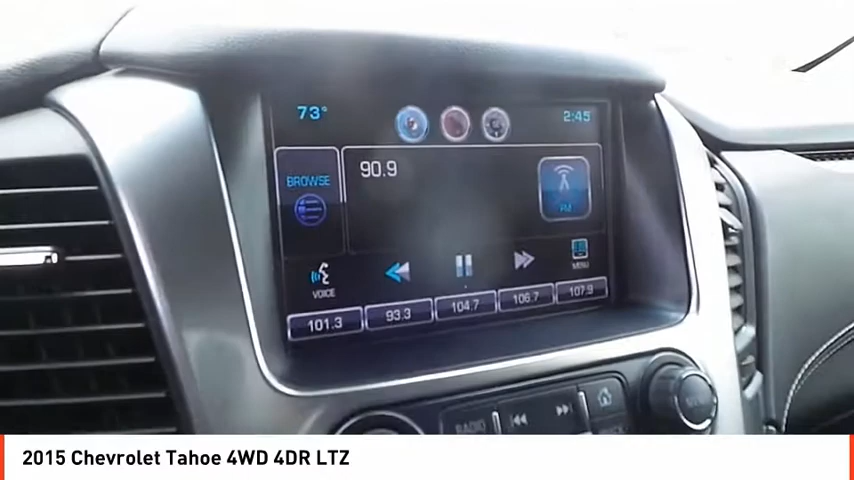 73° 2:45
BROWSE 90.9
FM
VOICE MENU
101.3 93.3 104.7 106.7 107.9
RADIO
MENU
2015 Chevrolet Tahoe 4WD 4DR LTZ